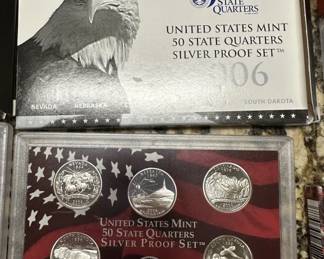 STATE
QUARTERS
UNITED STATES MINT
50 STATE QUARTERS
SILVER PROOF SET™
06
NEVADA NEBRASKA SOUTH DAKOTA
UNITED STATES MINT
50 STATE QUARTERS
SILVER PROOF SET™